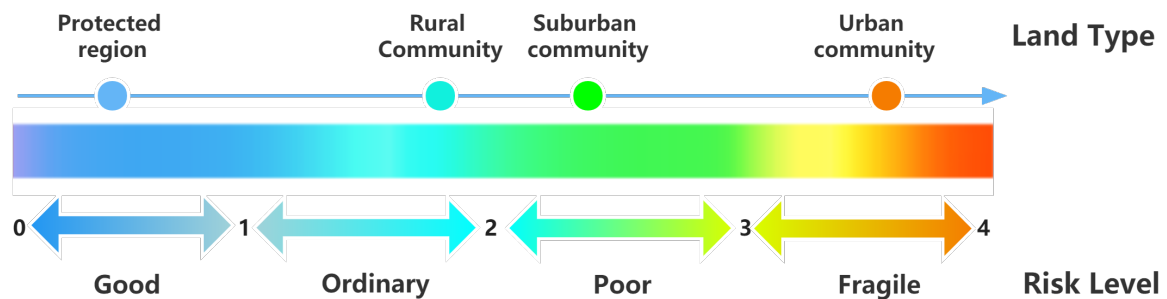 Protected
region
Rural
Community
Suburban
community
Urban
community
Land Type
0
1
2
3
4
Good
Ordinary
Poor
Fragile
Risk Level